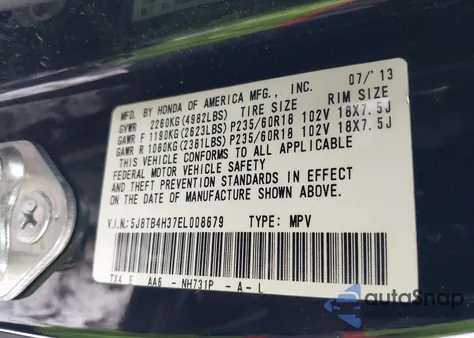 MFD. BY HONDA OF AMERICA MFG., INC. 07/'13
GVWR 2260KG(4982LBS) TIRE SIZE RIM SIZE
GAWR F 1190KG(2623LBS) P235/60R18 102V 18X7.5J
GAWR R 1080KG(2381LBS) P235/60R18 102V 18X7.5J
THIS VEHICLE CONFORMS TO ALL APPLICABLE
FEDERAL MOTOR VEHICLE SAFETY
AND THEFT PREVENTION STANDARDS IN EFFECT
ON THE DATE OF MANUFACTURE SHOWN ABOVE.
V.I.N.:5J8TB4H37EL008679 TYPE: MPV
TX4 F AA6 - NH731P - A - L
autoSnap